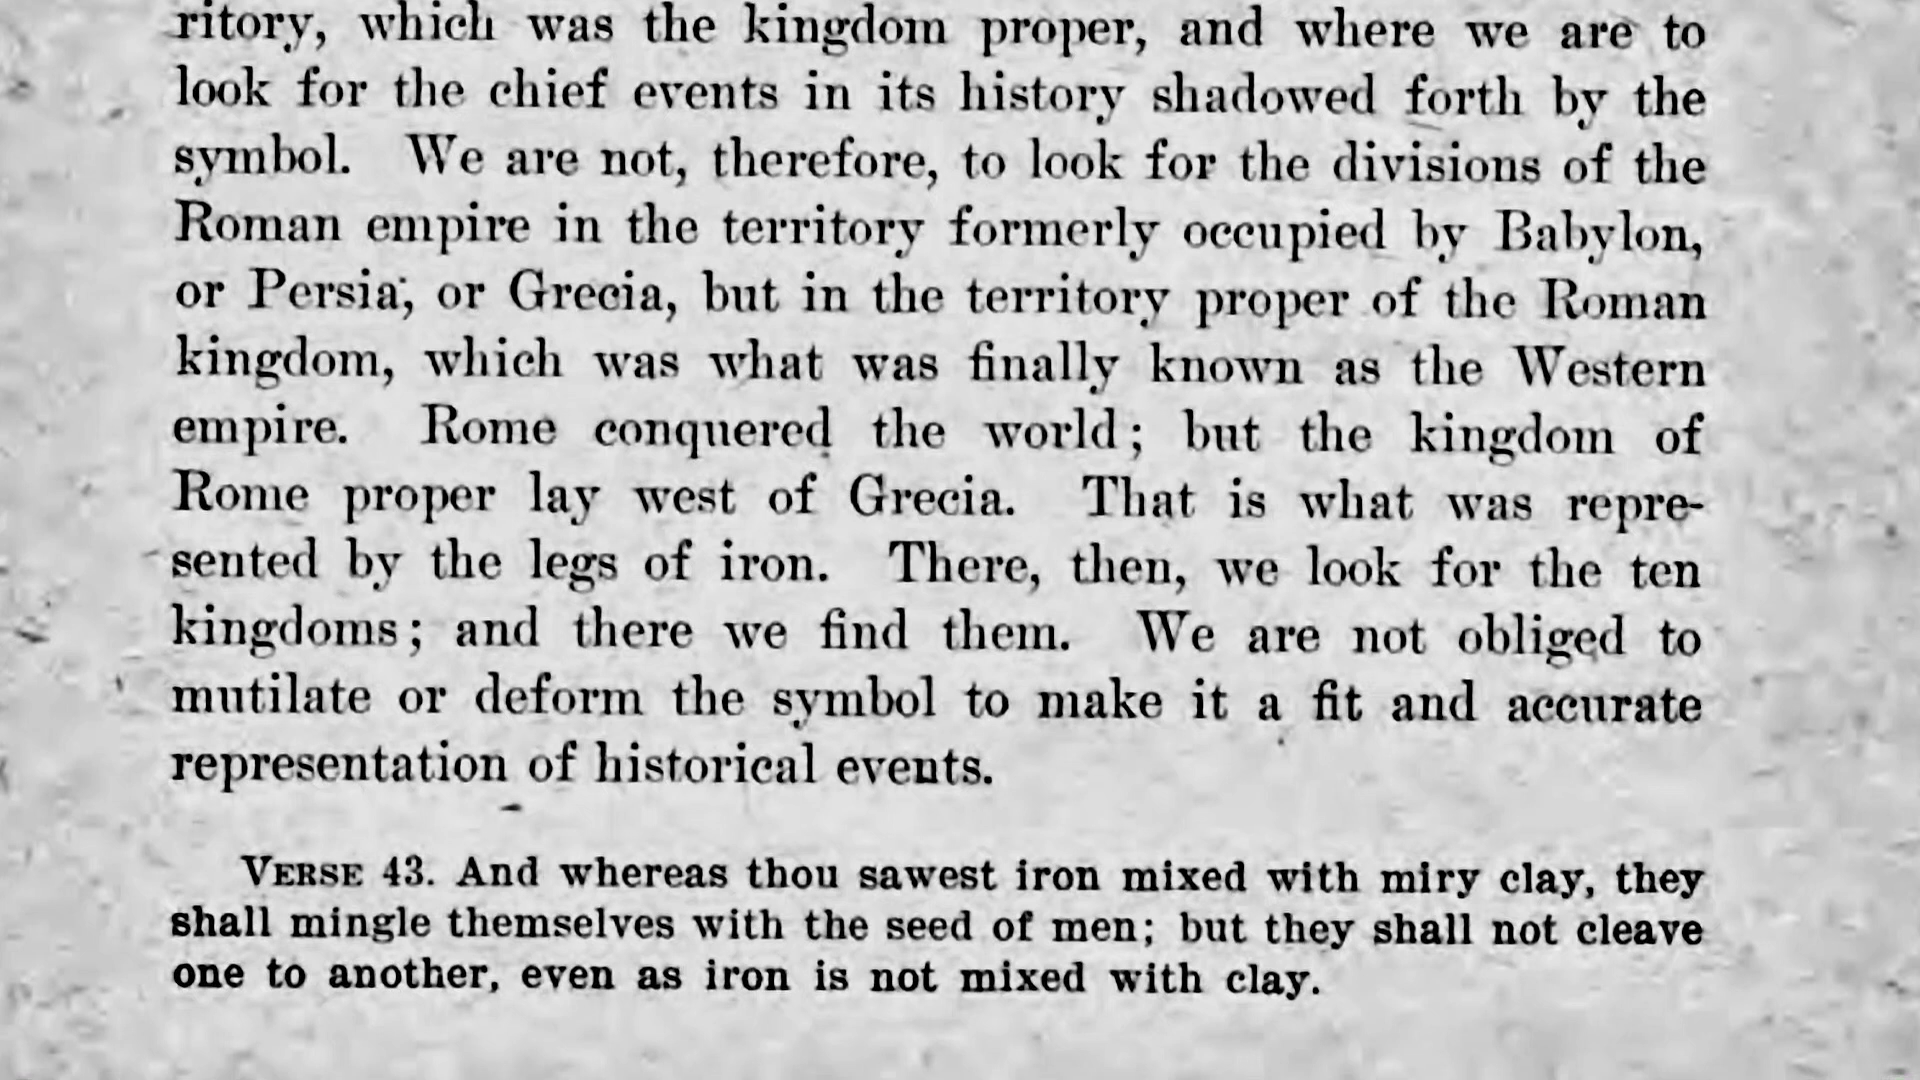 ritory, which was the kingdom proper, and where we are to
look for the chief events in its history shadowed forth by the
symbol. We are not, therefore, to look for the divisions of the
Roman empire in the territory formerly occupied by Babylon,
or Persia, or Grecia, but in the territory proper of the Roman
kingdom, which was what was finally known as the Western
empire. Rome conquered the world; but the kingdom of
Rome proper lay west of Grecia. That is what was repre-
sented by the legs of iron. There, then, we look for the ten
kingdoms; and there we find them. We are not obliged to
mutilate or deform the symbol to make it a fit and accurate
representation of historical events.
VERSE 43. And whereas thou sawest iron mixed with miry clay, they
shall mingle themselves with the seed of men; but they shall not cleave
one to another, even as iron is not mixed with clay.